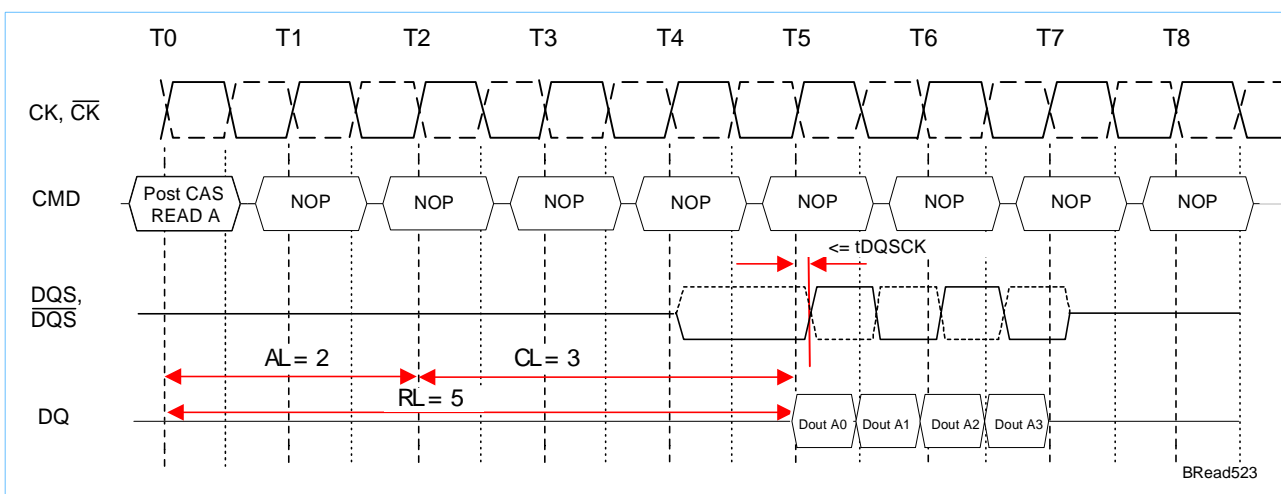 T0 T1 T2 T3 T4 T5 T6 T7 T8
CK, CK
CMD
Post CAS
READ A
NOP NOP NOP NOP NOP NOP NOP NOP
<= tDQSCK
DQS,
DQS
AL = 2 CL = 3
RL = 5
DQ
Dout A0 Dout A1 Dout A2 Dout A3
BRead523